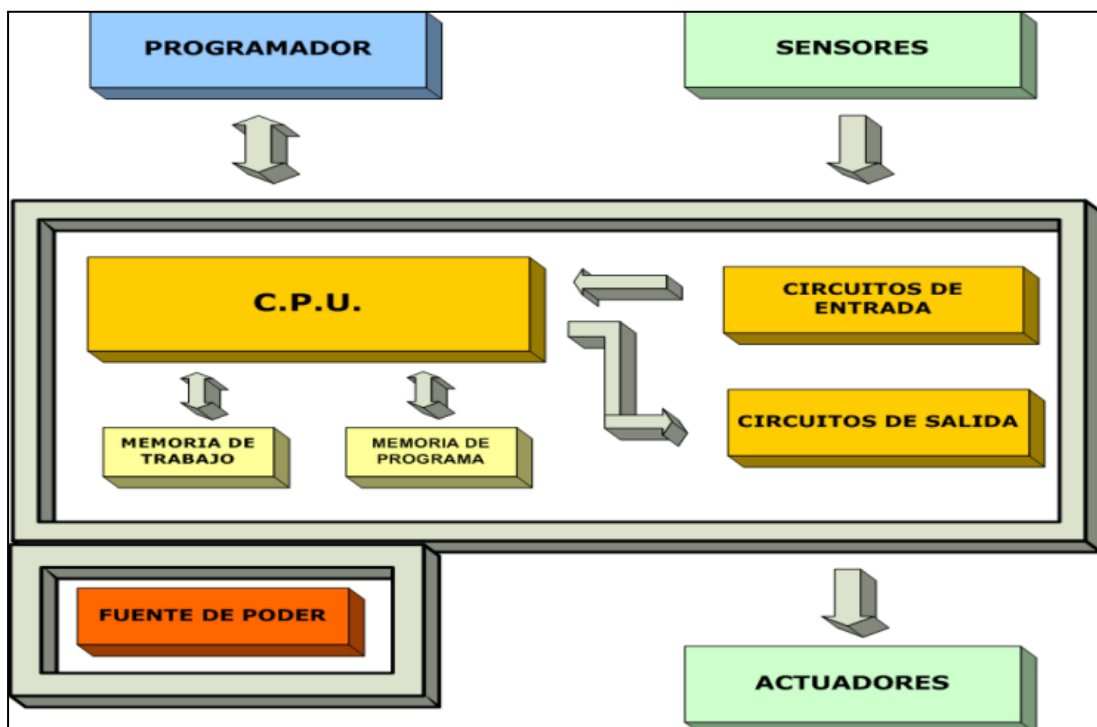 PROGRAMADOR
SENSORES
C.P.U.
CIRCUITOS DE
ENTRADA
CIRCUITOS DE SALIDA
MEMORIA DE
TRABAJO
MEMORIA DE
PROGRAMA
FUENTE DE PODER
ACTUADORES